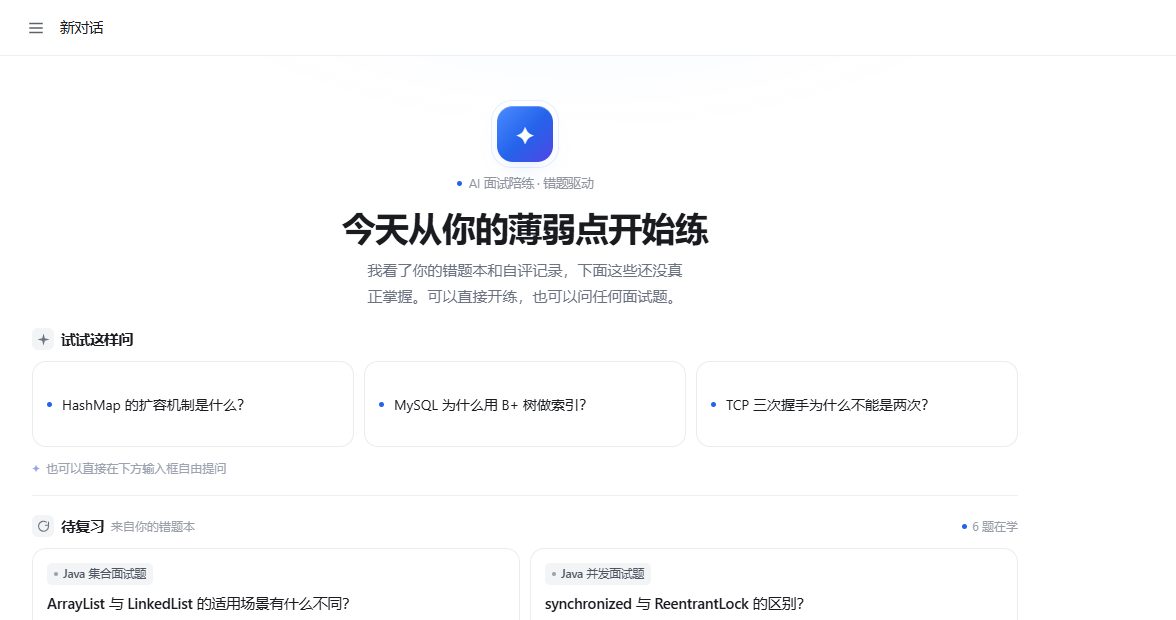 新对话
AI 面试陪练 · 错题驱动
今天从你的薄弱点开始练
我看了你的错题本和自评记录，下面这些还没真
正掌握。可以直接开练，也可以问任何面试题。
试试这样问
HashMap 的扩容机制是什么？
MySQL 为什么用 B+ 树做索引？
TCP 三次握手为什么不能是两次？
也可以直接在下方输入框自由提问
待复习 来自你的错题本
6 题在学
Java 集合面试题
ArrayList 与 LinkedList 的适用场景有什么不同？
Java 并发面试题
synchronized 与 ReentrantLock 的区别？